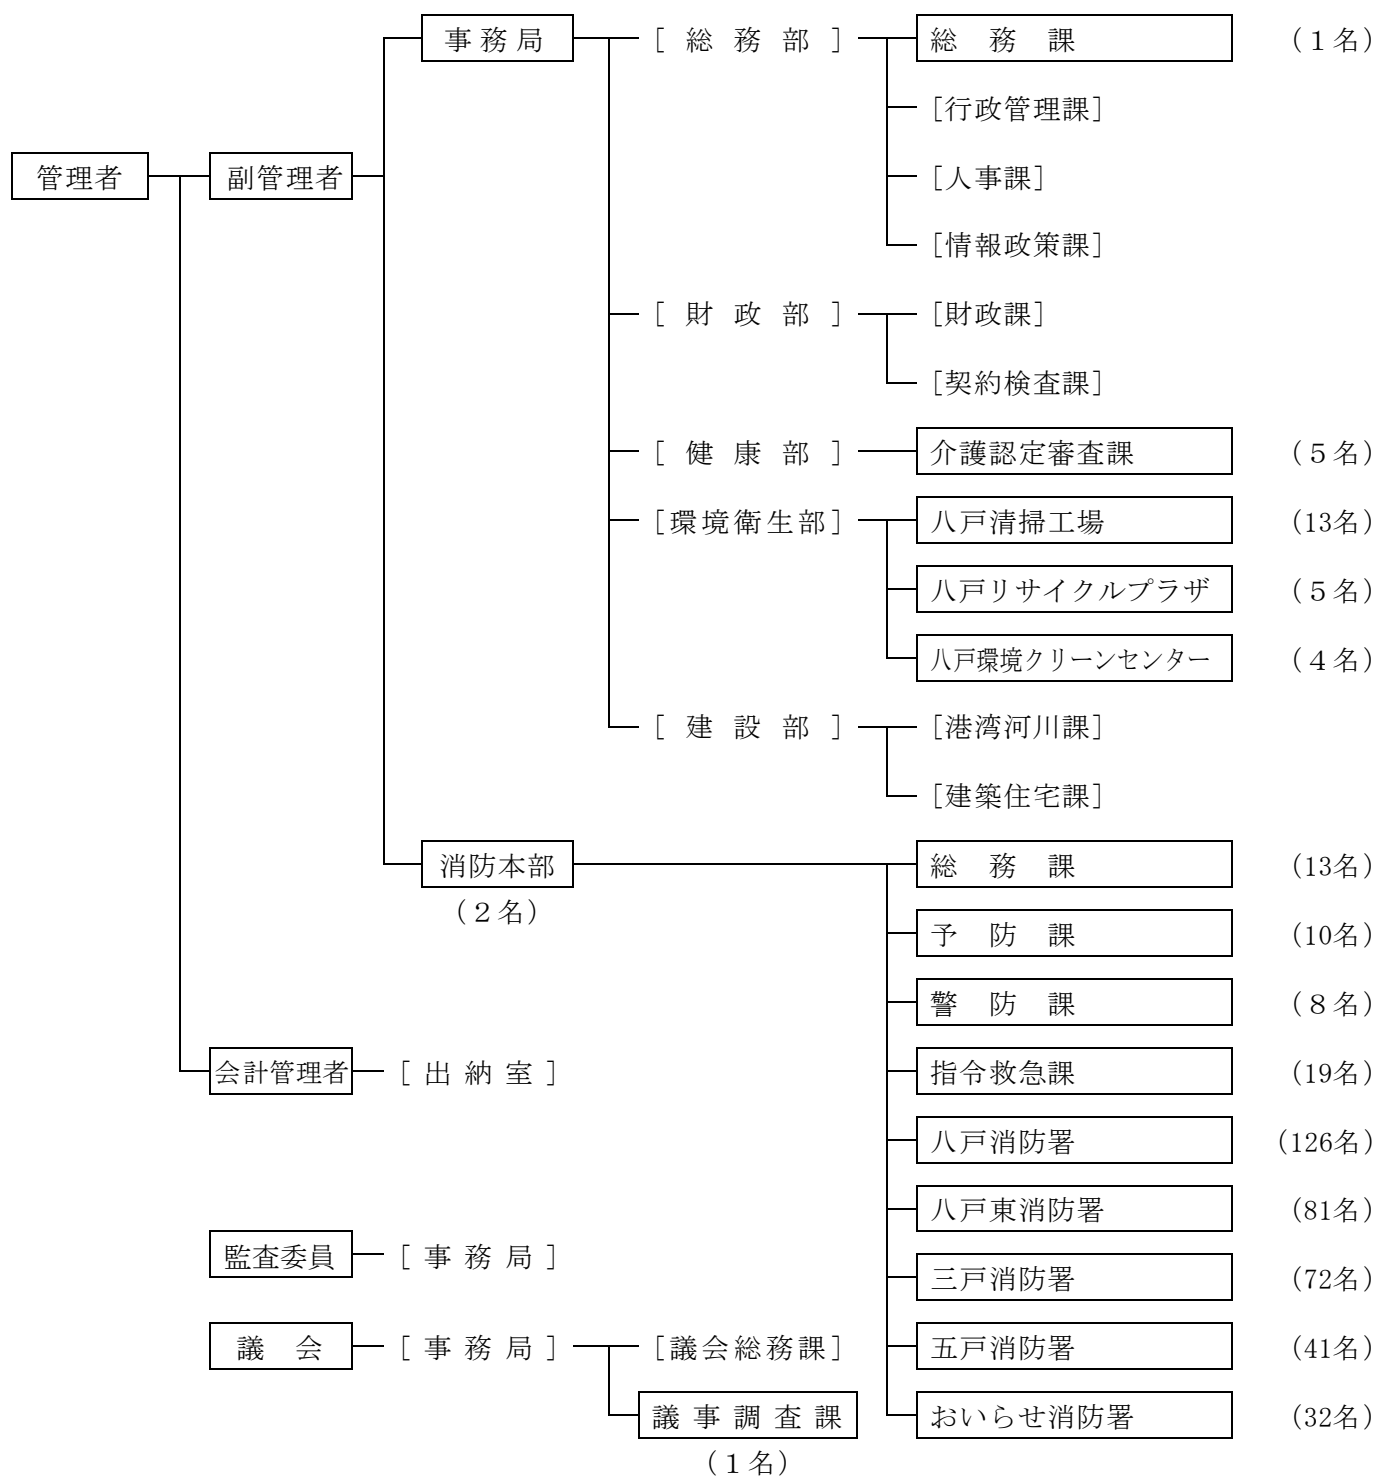 事務局 ［総務部］ 総務課 （１名）
［行政管理課］
管理者 副管理者 ［人事課］
［情報政策課］
［財政部］ ［財政課］
［契約検査課］
［健康部］ 介護認定審査課 （５名）
［環境衛生部］ 八戸清掃工場 （13名）
八戸リサイクルプラザ （５名）
八戸環境クリーンセンター （４名）
［建設部］ ［港湾河川課］
［建築住宅課］
消防本部 総務課 （13名）
（２名）
予防課 （10名）
警防課 （８名）
会計管理者 ［出納室］ 指令救急課 （19名）
八戸消防署 （126名）
八戸東消防署 （81名）
監査委員 ［事務局］
三戸消防署 （72名）
議会 ［事務局］ ［議会総務課］ 五戸消防署 （41名）
議事調査課 おいらせ消防署 （32名）
（１名）